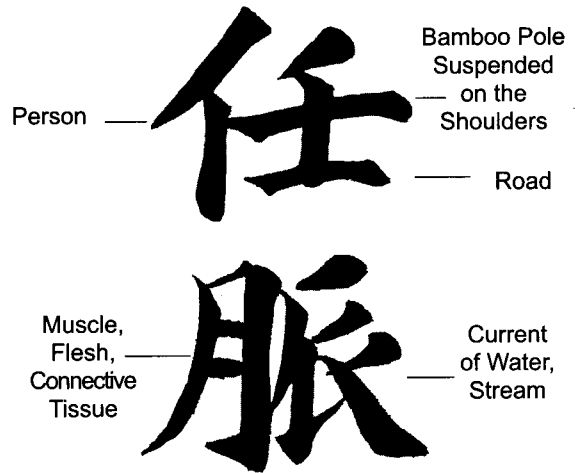 任
Person
Bamboo Pole
Suspended
on the
Shoulders
Road
脈
Muscle,
Flesh,
Connective
Tissue
Current
of Water,
Stream